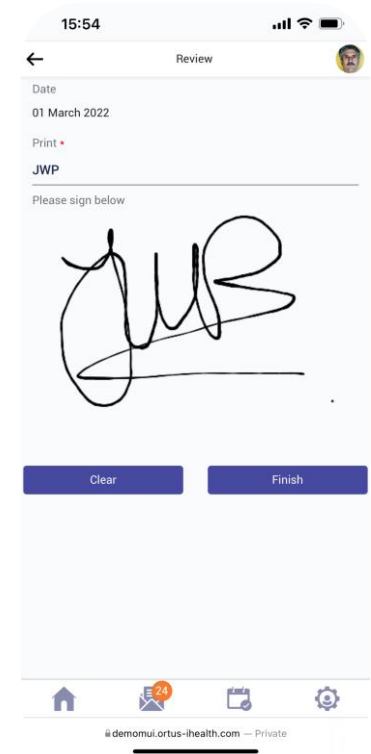 15:54
Review
Date
01 March 2022
Print •
JWP
Please sign below
Clear
Finish
24
demomui.ortus-ihealth.com — Private